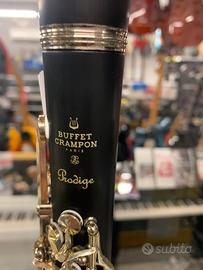 BUFFET
CRAMPON
PARIS
Prodige
subito